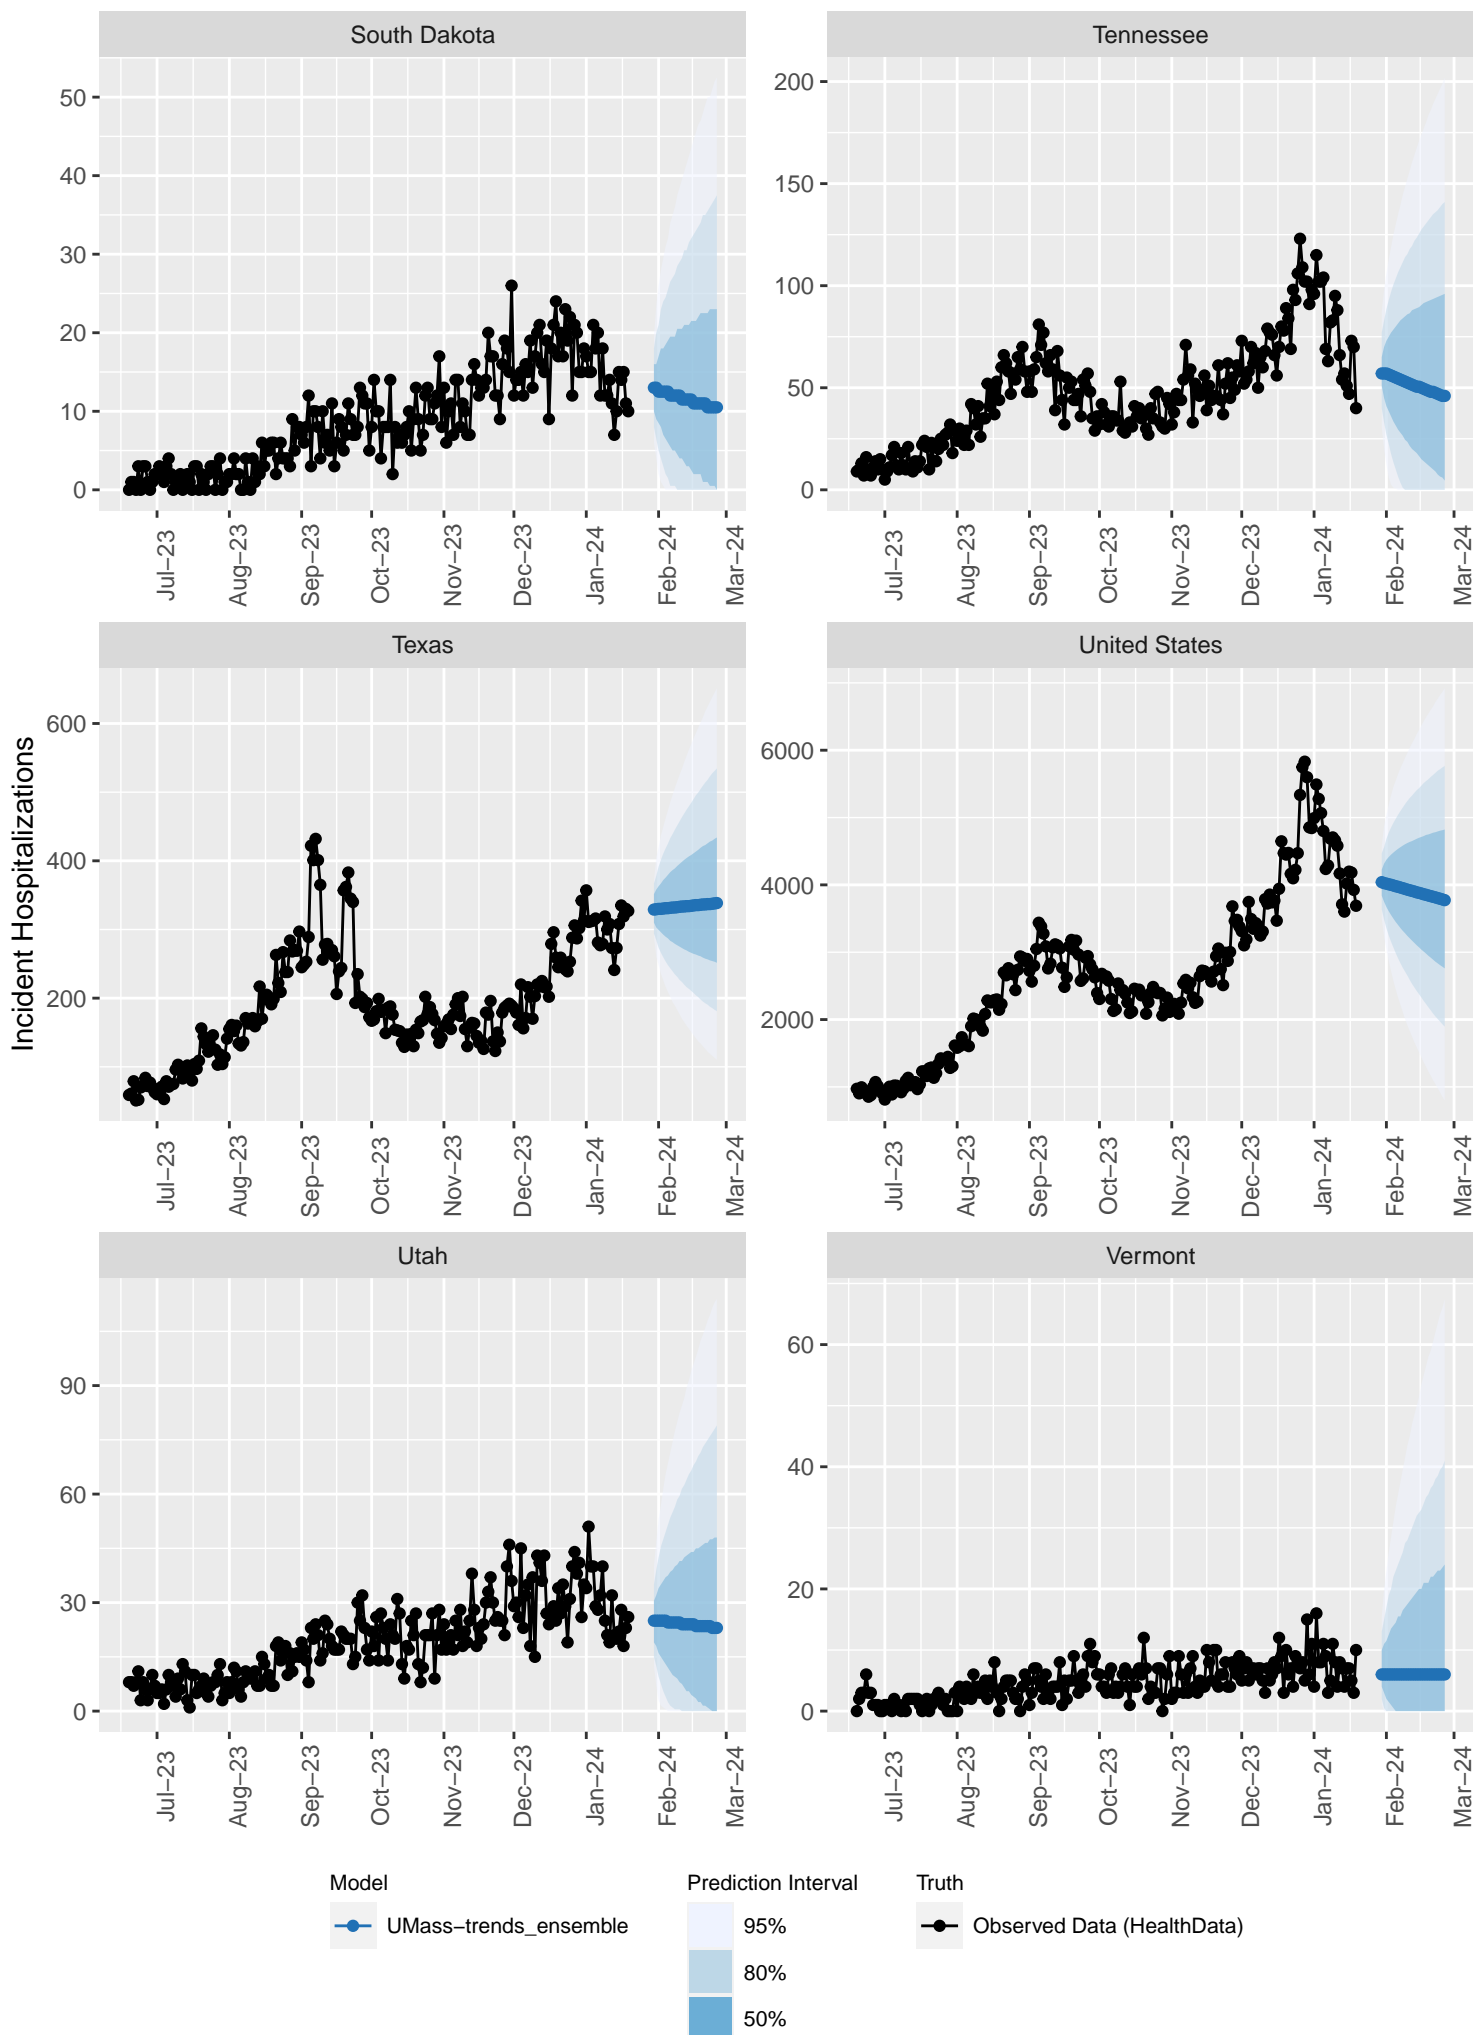 South Dakota
Tennessee
50
40
30
20
10
0
200
150
100
50
0
Jul−23
Aug−23
Sep−23
Oct−23
Nov−23
Dec−23
Jan−24
Feb−24
Mar−24
Jul−23
Aug−23
Sep−23
Oct−23
Nov−23
Dec−23
Jan−24
Feb−24
Mar−24
Incident Hospitalizations
Texas
United States
600
400
200
6000
4000
2000
Jul−23
Aug−23
Sep−23
Oct−23
Nov−23
Dec−23
Jan−24
Feb−24
Mar−24
Jul−23
Aug−23
Sep−23
Oct−23
Nov−23
Dec−23
Jan−24
Feb−24
Mar−24
Utah
Vermont
90
60
30
0
60
40
20
0
Jul−23
Aug−23
Sep−23
Oct−23
Nov−23
Dec−23
Jan−24
Feb−24
Mar−24
Jul−23
Aug−23
Sep−23
Oct−23
Nov−23
Dec−23
Jan−24
Feb−24
Mar−24
Model
UMass−trends_ensemble
Prediction Interval
95%
80%
50%
Truth
Observed Data (HealthData)